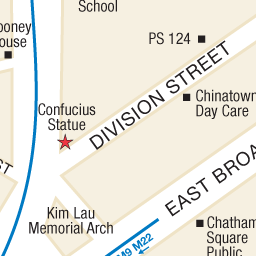 School
ooney
ouse
PS 124
DIVISION STREET
Chinatown
Day Care
Confucius
Statue
ST
EAST BROA
Kim Lau
Memorial Arch
M9 M22
Chatham
Square
Public